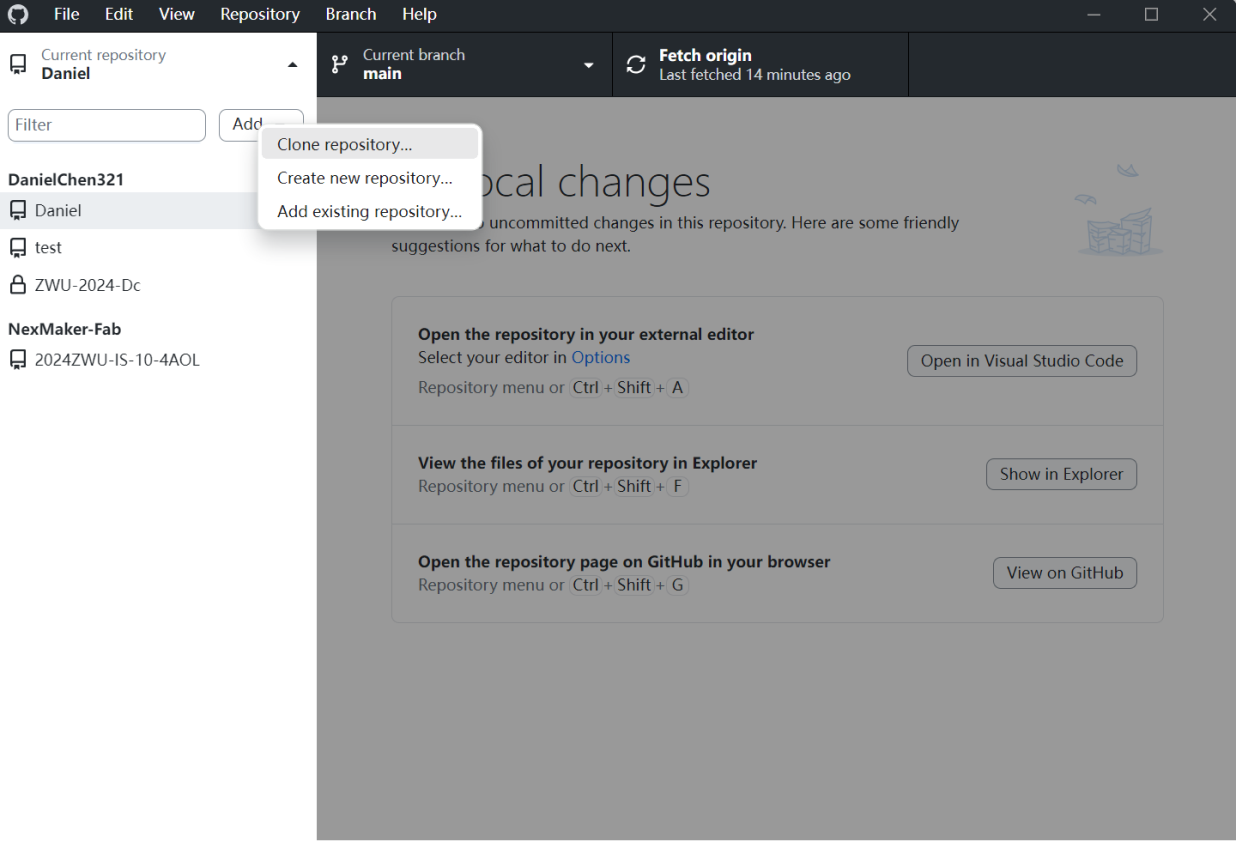 File Edit View Repository Branch Help
Current repository
Daniel
Current branch
main
Fetch origin
Last fetched 14 minutes ago
Filter
Add
Clone repository...
Create new repository...
Add existing repository...
DanielChen321
Daniel
test
ZWU-2024-Dc
NexMaker-Fab
2024ZWU-IS-10-4AOL
changes
uncommitted changes in this repository. Here are some friendly
suggestions for what to do next.
Open the repository in your external editor
Select your editor in Options
Repository menu or Ctrl + Shift + A
Open in Visual Studio Code
View the files of your repository in Explorer
Repository menu or Ctrl + Shift + F
Show in Explorer
Open the repository page on GitHub in your browser
Repository menu or Ctrl + Shift + G
View on GitHub